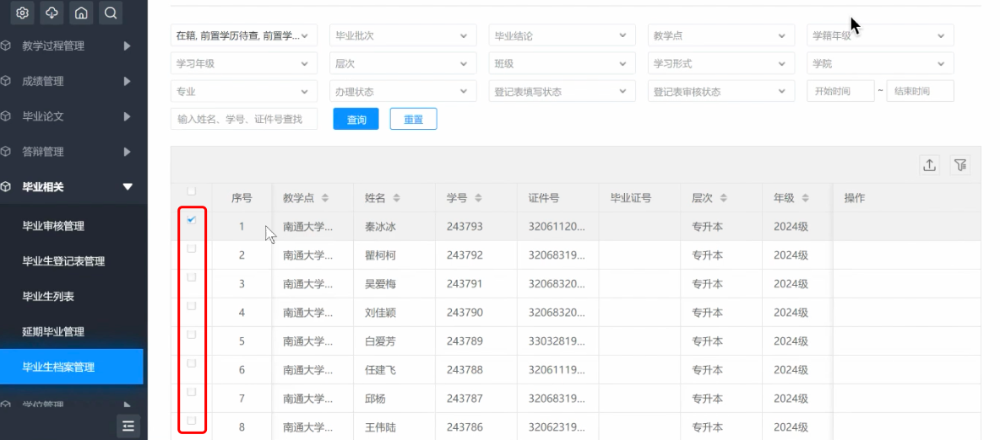 教学过程管理
成绩管理
毕业论文
答辩管理
毕业相关
毕业审核管理
毕业生登记表管理
毕业生列表
延期毕业管理
毕业生档案管理
学位管理
在籍, 前置学历待查, 前置学...
毕业批次
毕业结论
教学点
学籍年级
学习年级
层次
班级
学习形式
学院
专业
办理状态
登记表填写状态
登记表审核状态
开始时间 ~ 结束时间
输入姓名、学号、证件号查找
查询
重置
序号 教学点 姓名 学号 证件号 毕业证号 层次 年级 操作
1 南通大学... 秦冰冰 243793 32061120... 专升本 2024级
2 南通大学... 瞿柯柯 243792 32068319... 专升本 2024级
3 南通大学... 吴爱梅 243791 32068320... 专升本 2024级
4 南通大学... 刘佳颖 243790 32068320... 专升本 2024级
5 南通大学... 白爱芳 243789 33032819... 专升本 2024级
6 南通大学... 任建飞 243788 32061119... 专升本 2024级
7 南通大学... 邱杨 243787 32068319... 专升本 2024级
8 南通大学... 王伟陆 243786 32062319... 专升本 2024级